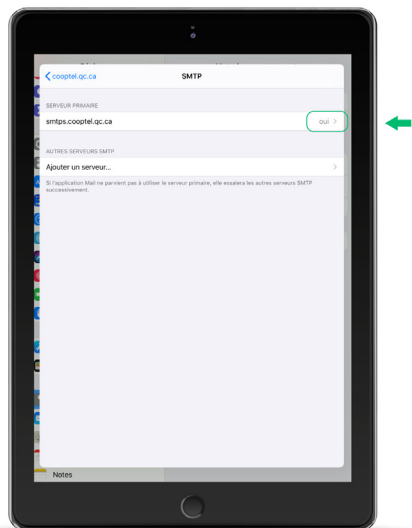 cooptel.qc.ca
SMTP
SERVEUR PRIMAIRE
smtps.cooptel.qc.ca
oui
AUTRES SERVEURS SMTP
Ajouter un serveur...
Si l'application Mail ne parvient pas à utiliser le serveur primaire, elle essaiera les autres serveurs SMTP
successivement.
Notes